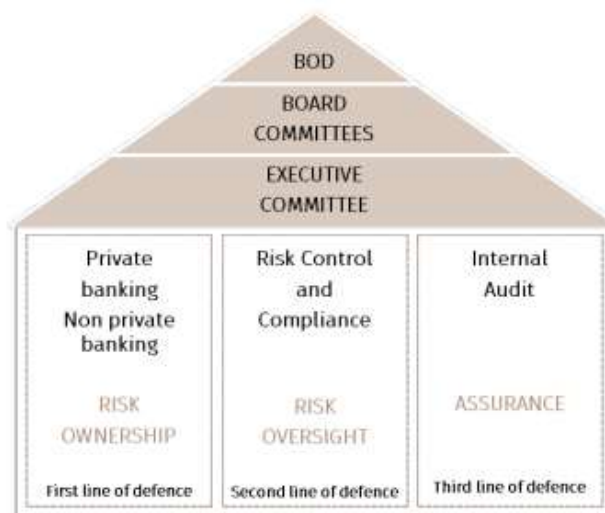 BOD
BOARD
COMMITTEES
EXECUTIVE
COMMITTEE
Private
banking
Non private
banking
RISK
OWNERSHIP
First line of defence
Risk Control
and
Compliance
RISK
OVERSIGHT
Second line of defence
Internal
Audit
ASSURANCE
Third line of defence